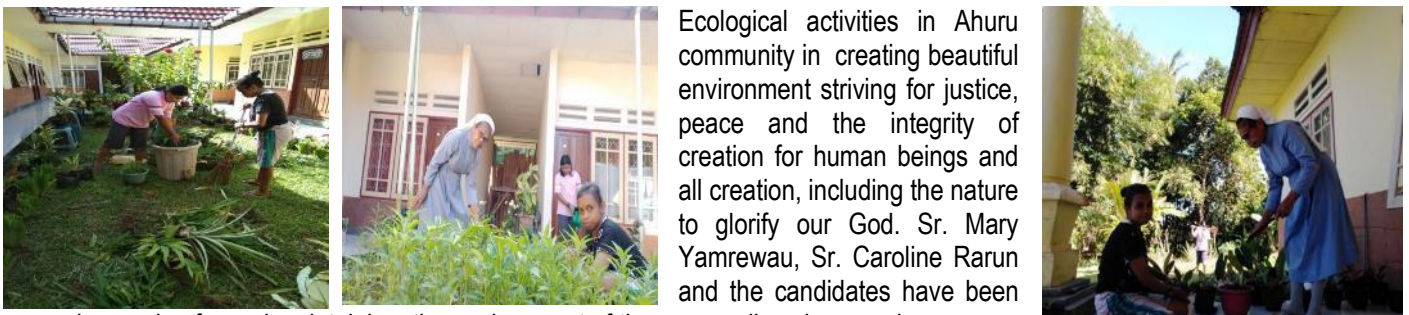 Ecological activities in Ahuru
community in creating beautiful
environment striving for justice,
peace and the integrity of
creation for human beings and
all creation, including the nature
to glorify our God. Sr. Mary
Yamrewau, Sr. Caroline Rarun
and the candidates have been